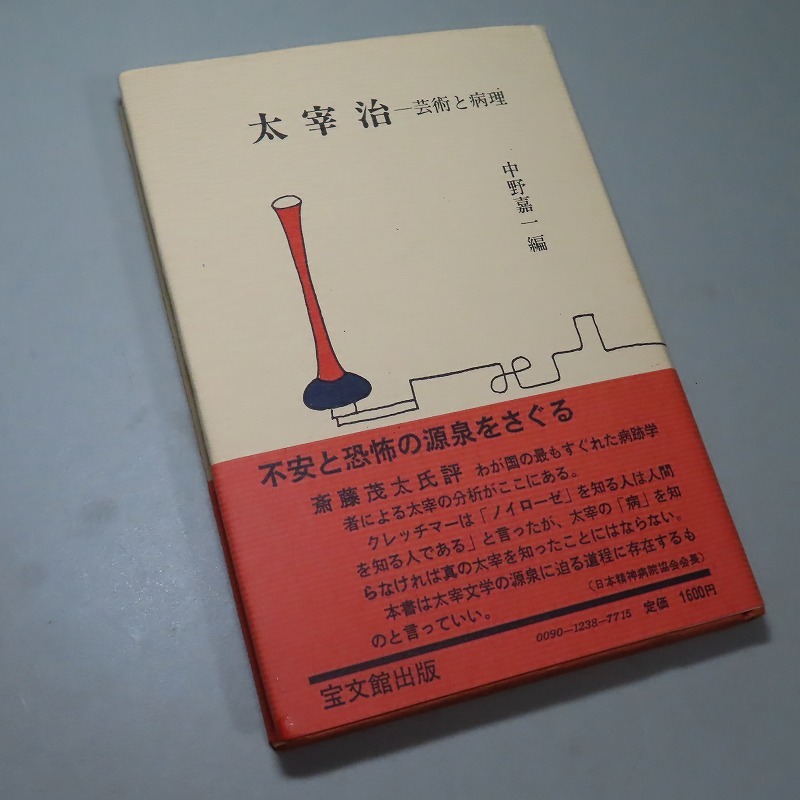 太宰治―芸術と病理
中野嘉一編
不安と恐怖の源泉をさぐる
斎藤茂太氏評 わが国の最もすぐれた病跡学
者による太宰の分析がここにある。
クレッチマーは「ノイローゼ」を知る人は人間
を知る人である」と言ったが、太宰の「病」を知
らなければ真の太宰を知ったことにはならない。
本書は太宰文学の源泉に迫る道程に存在するも
のと言っていい。
（日本精神病院協会会長）
0090―1238―7715 定価 1600円
宝文館出版